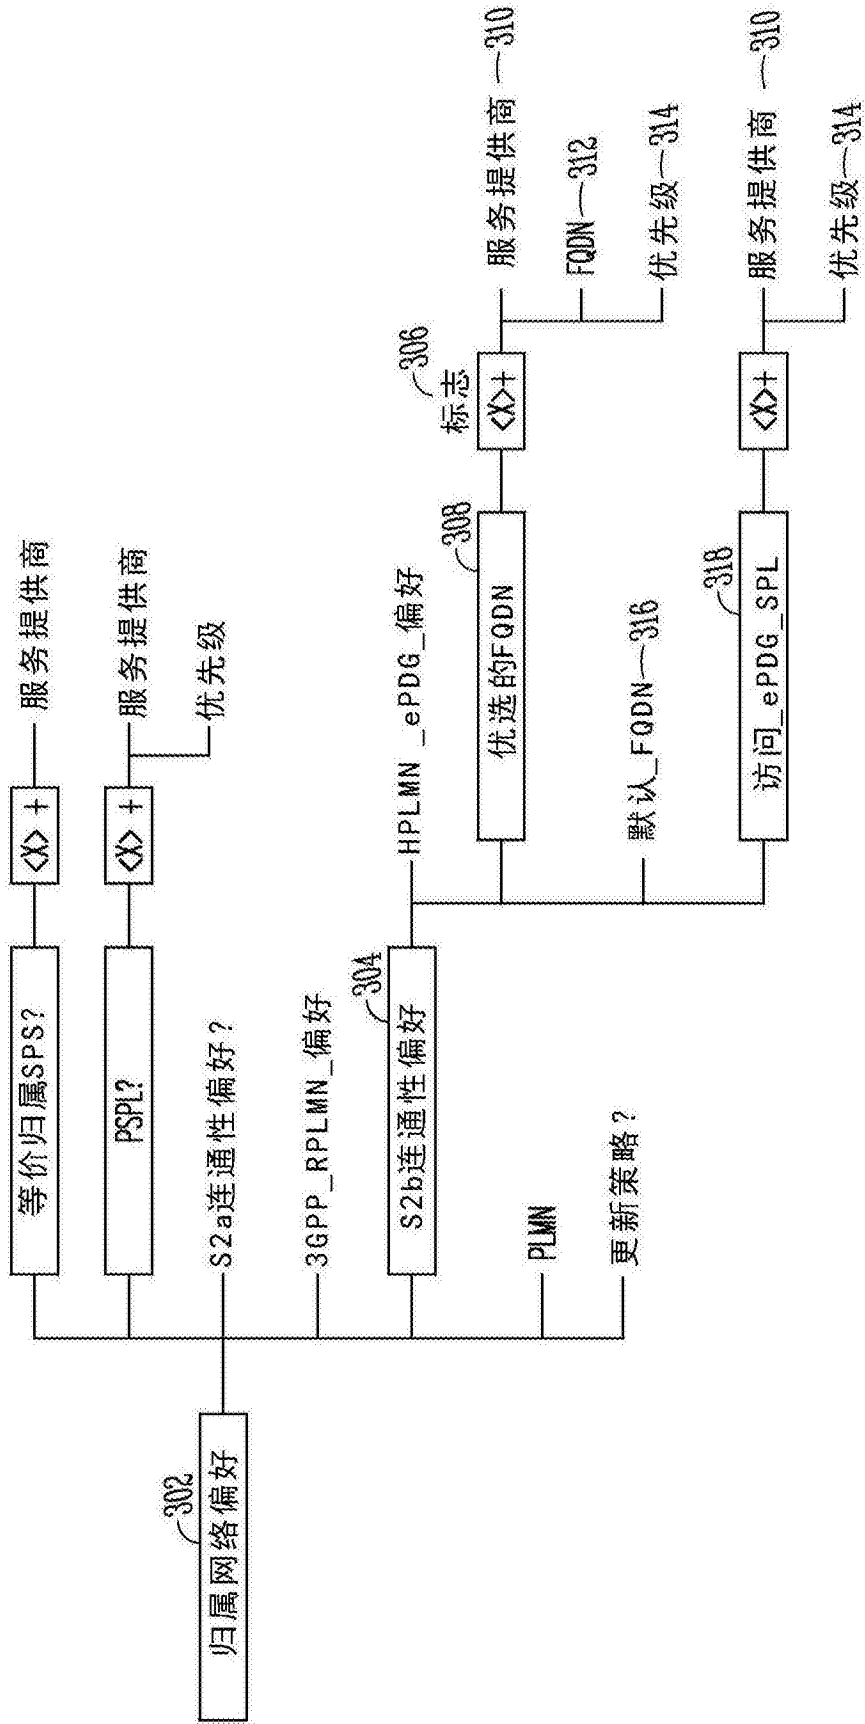 302
归属网络偏好
等价归属SPS?
<X> +
服务提供商
PSPL?
<X> +
服务提供商
优先级
S2a连通性偏好?
3GPP_RPLMN_偏好
304
S2b连通性偏好
HPLMN _ePDG_偏好
308
优选的FQDN
306
标志
<X>+
服务提供商 310
FQDN 312
优先级 314
默认_FQDN 316
318
访问_ePDG_SPL
<X>+
服务提供商 310
优先级 314
PLMN
更新策略?